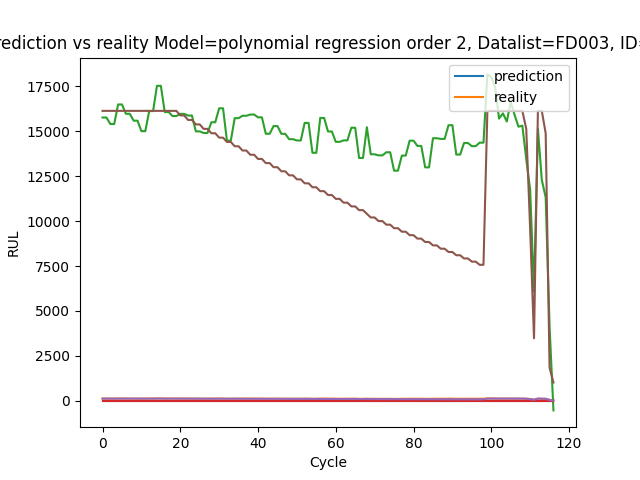 rediction vs reality Model=polynomial regression order 2, Datalist=FD003, ID=
prediction
reality
17500
15000
12500
10000
7500
5000
2500
0
RUL
0 20 40 60 80 100 120
Cycle